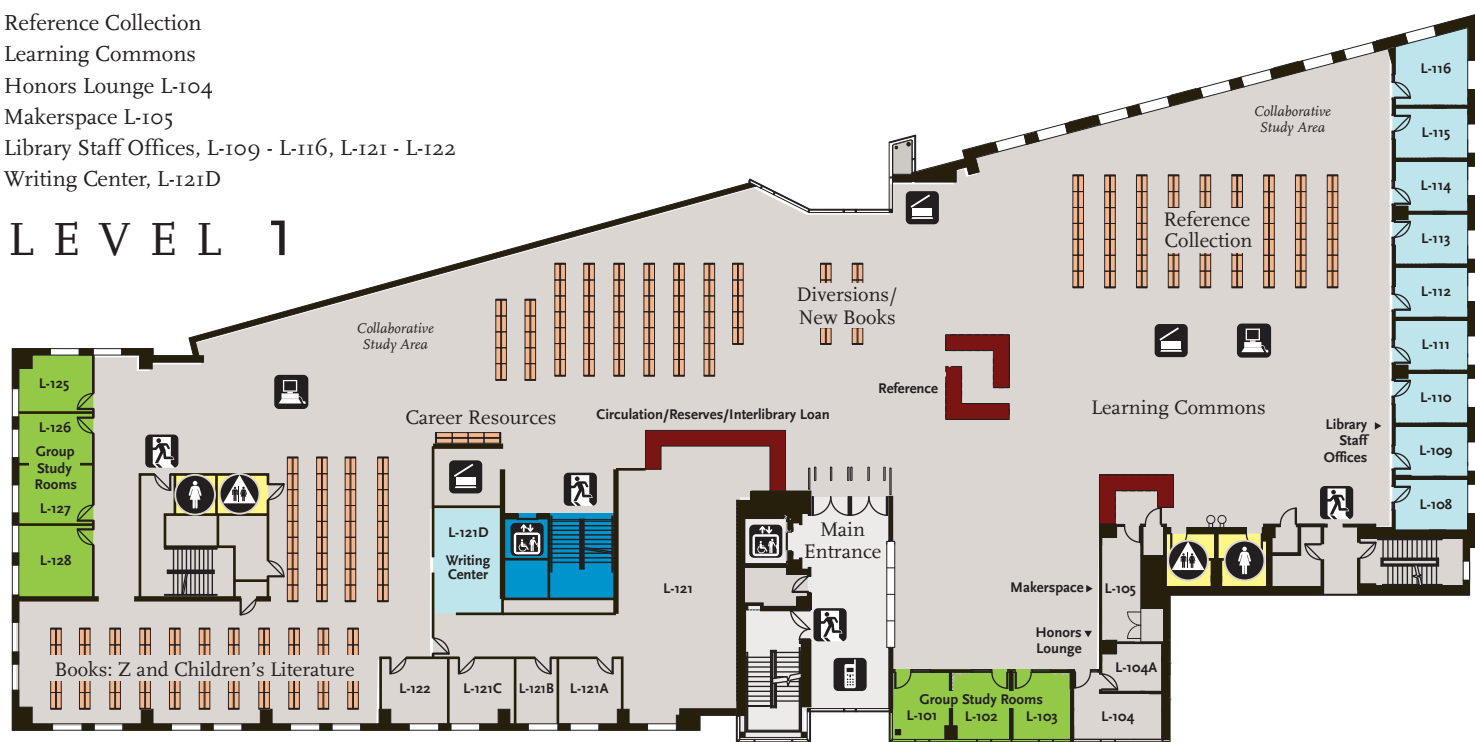 Reference Collection
Learning Commons
Honors Lounge L-104
Makerspace L-105
Library Staff Offices, L-109 - L-116, L-121 - L-122
Writing Center, L-121D
LEVEL 1
L-116
Collaborative
Study Area
L-115
L-114
Reference
Collection
L-113
L-112
Diversions/
New Books
Collaborative
Study Area
L-111
L-125
Reference
L-110
Learning Commons
Career Resources
Circulation/Reserves/Interlibrary Loan
L-126
Library
Staff
Offices
Group
Study
Rooms
L-109
L-127
L-108
L-128
L-121D
Writing
Center
Main
Entrance
L-121
Makerspace
L-105
Honors
Lounge
Books: Z and Children's Literature
L-104A
L-122
L-121C
L-121B
L-121A
Group Study Rooms
L-101
L-102
L-103
L-104